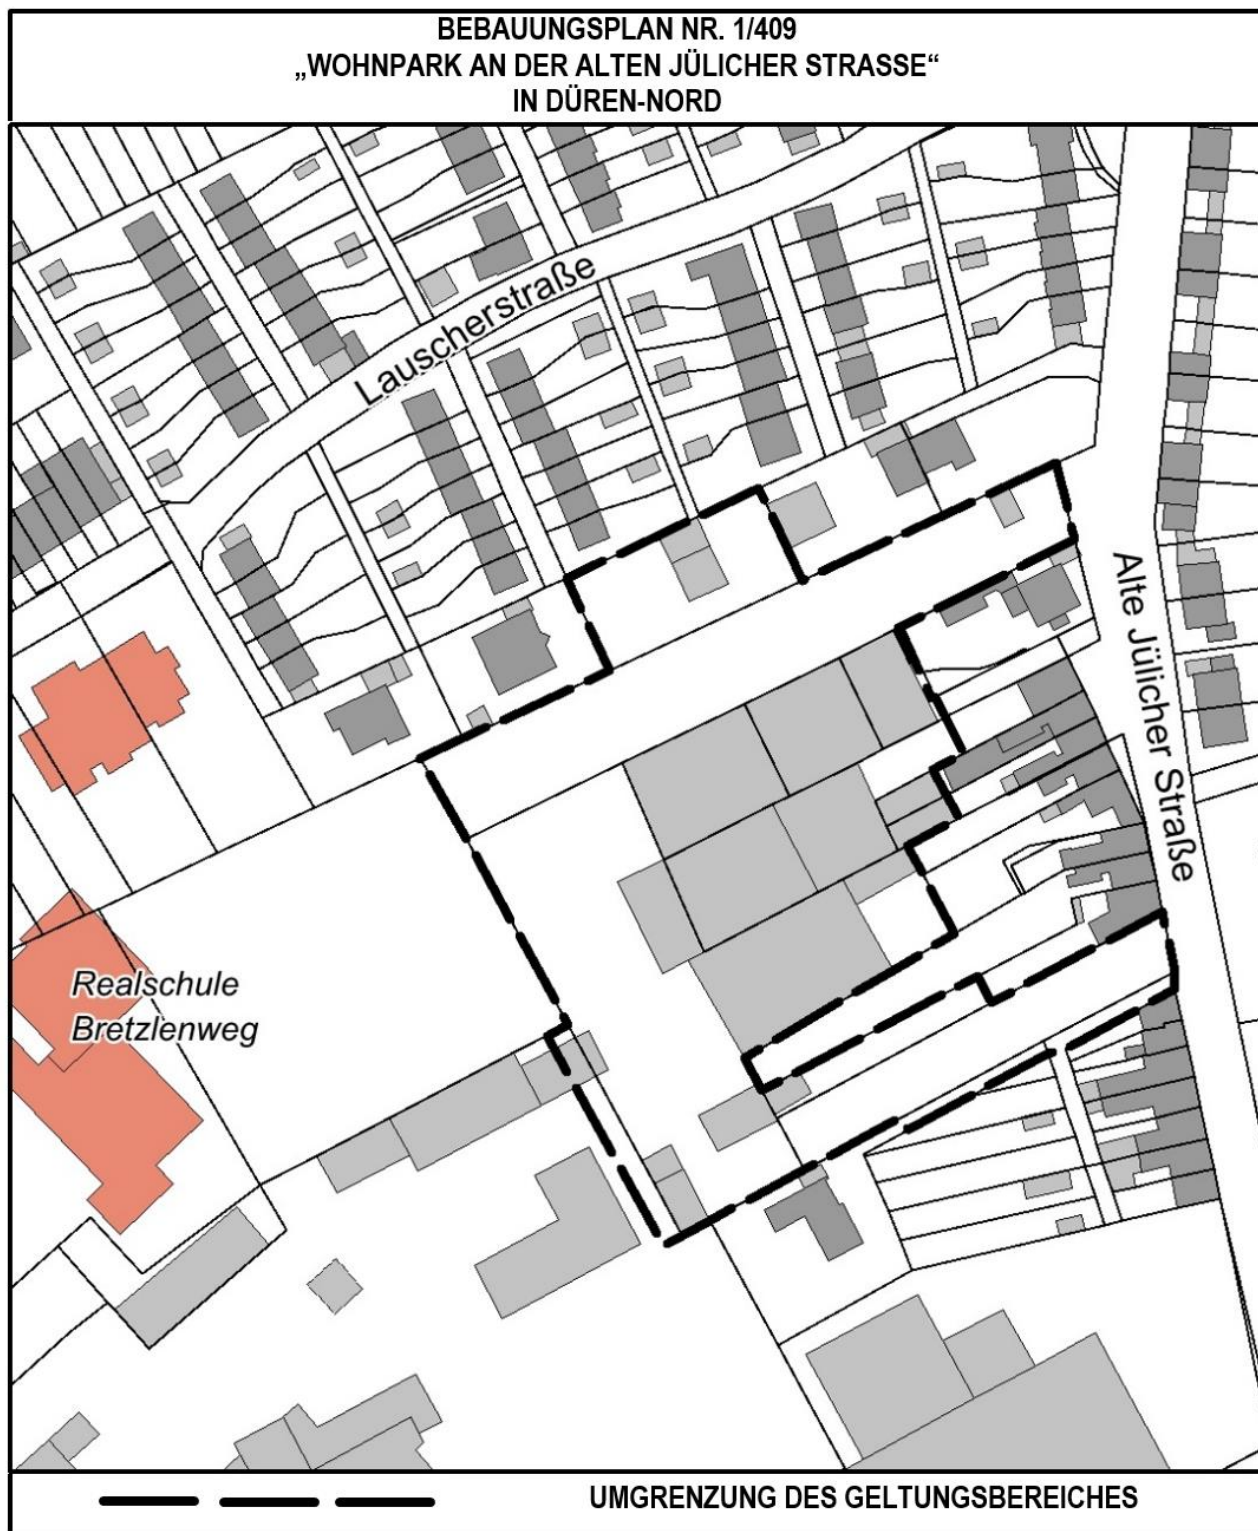 BEBAUUNGSPLAN NR. 1/409
„WOHNPARK AN DER ALTEN JÜLICHER STRASSE“
IN DÜREN-NORD
Lauscherstraße
Alte Jülicher Straße
Realschule
Bretzlenweg
UMGRENZUNG DES GELTUNGSBEREICHES